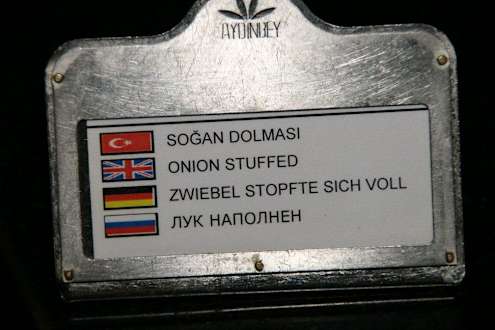 AYDINBEY
SOĞAN DOLMASI
ONION STUFFED
ZWIEBEL STOPFTE SICH VOLL
ЛУК НАПОЛНЕН